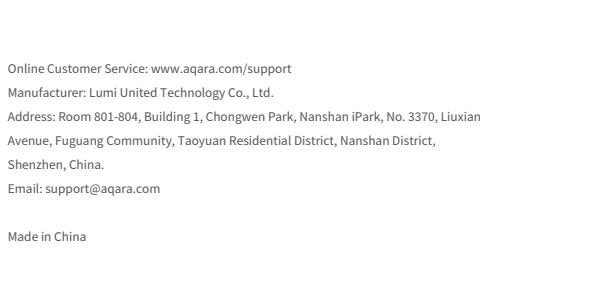 Online Customer Service: www.aqara.com/support
Manufacturer: Lumi United Technology Co., Ltd.
Address: Room 801-804, Building 1, Chongwen Park, Nanshan iPark, No. 3370, Liuxian
Avenue, Fuguang Community, Taoyuan Residential District, Nanshan District,
Shenzhen, China.
Email: support@aqara.com
Made in China